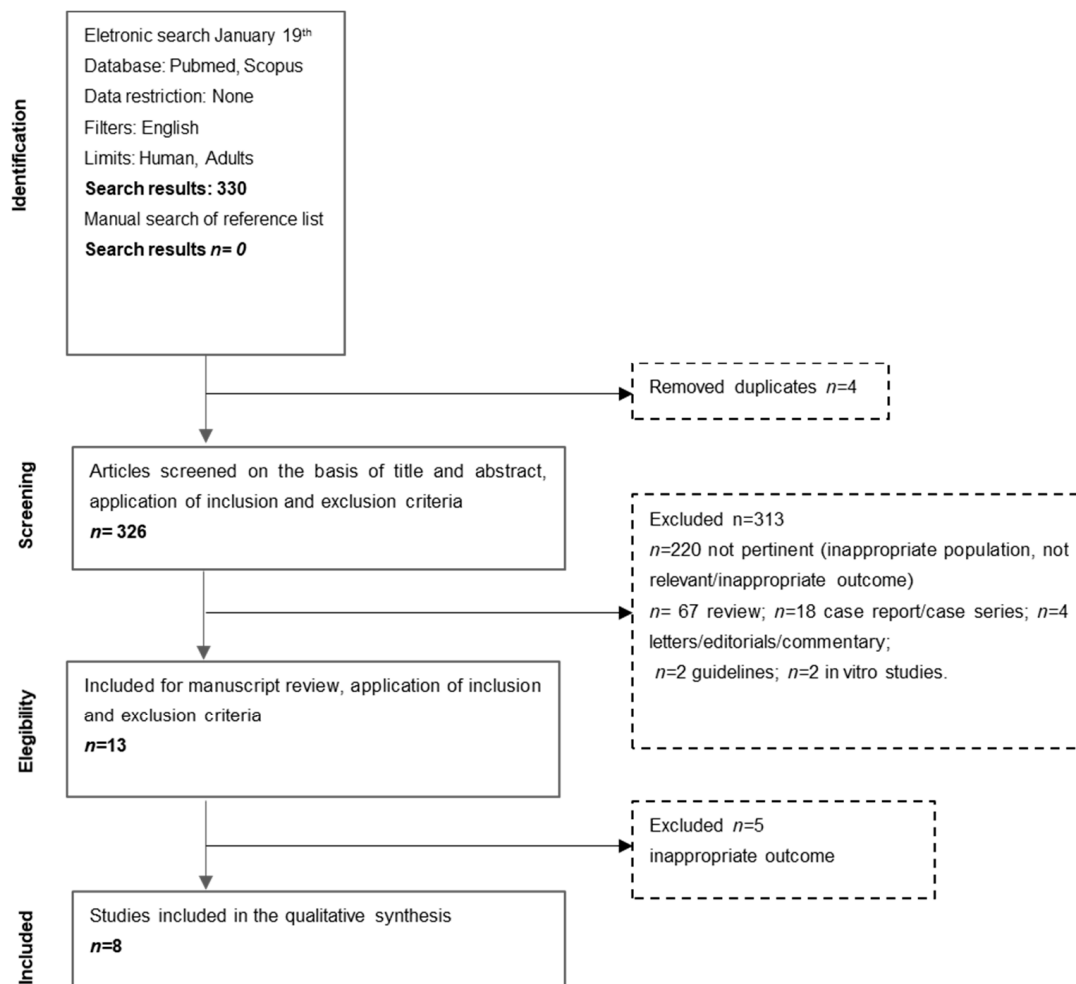 Identification
Eletronic search January 19th
Database: Pubmed, Scopus
Data restriction: None
Filters: English
Limits: Human, Adults
Search results: 330
Manual search of reference list
Search results n= 0
Removed duplicates n=4
Screening
Articles screened on the basis of title and abstract,
application of inclusion and exclusion criteria
n= 326
Excluded n=313
n=220 not pertinent (inappropriate population, not
relevant/inappropriate outcome)
n= 67 review; n=18 case report/case series; n=4
letters/editorials/commentary;
n=2 guidelines; n=2 in vitro studies.
Elegibility
Included for manuscript review, application of inclusion
and exclusion criteria
n=13
Excluded n=5
inappropriate outcome
Included
Studies included in the qualitative synthesis
n=8